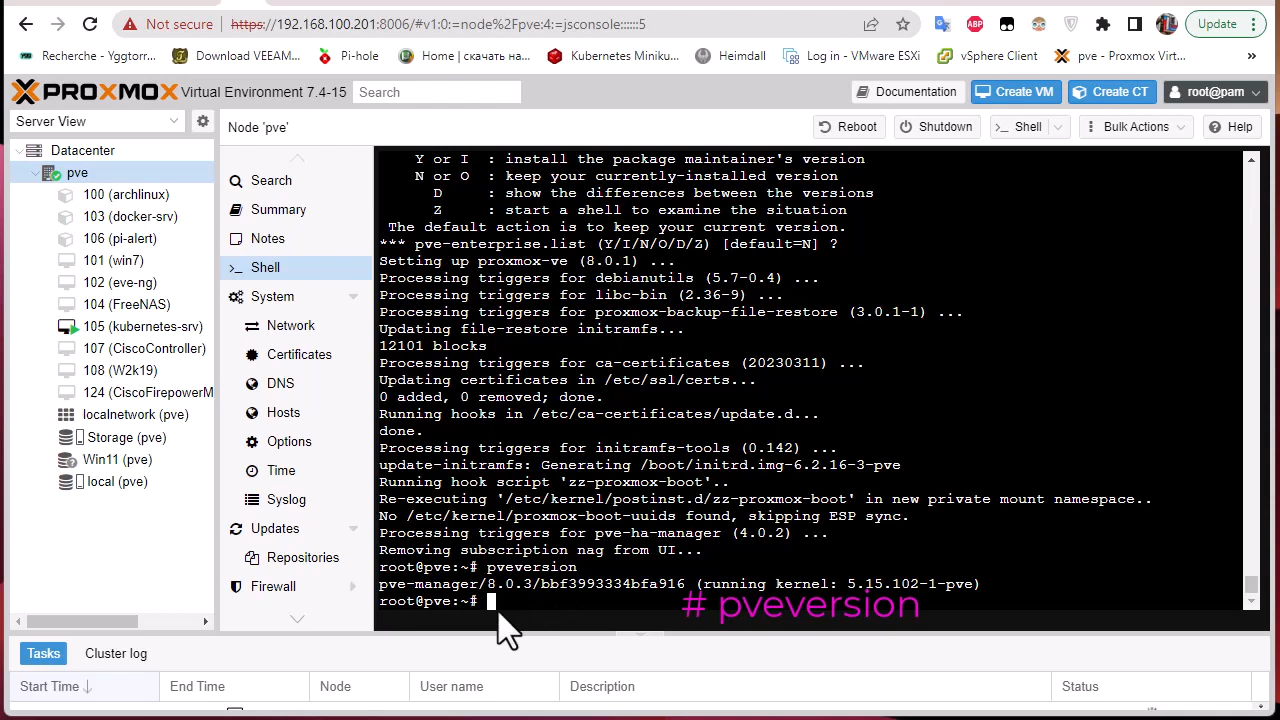 Not secure https://192.168.100.201:8006/#v1:0:=node%2Fpve:4:=jsconsole::::::5 Update
Recherche - Yggtorr... Download VEEAM... Pi-hole Home | скачать на... Kubernetes Miniku... Heimdall Log in - VMware ESXi vSphere Client pve - Proxmox Virt... »
PROXMOX Virtual Environment 7.4-15 Search Documentation Create VM Create CT root@pam
Server View
Node 'pve' Reboot Shutdown Shell Bulk Actions Help
Datacenter
pve
100 (archlinux)
103 (docker-srv)
106 (pi-alert)
101 (win7)
102 (eve-ng)
104 (FreeNAS)
105 (kubernetes-srv)
107 (CiscoController)
108 (W2k19)
124 (CiscoFirepowerM
localnetwork (pve)
Storage (pve)
Win11 (pve)
local (pve)
Search
Summary
Notes
Shell
System
Network
Certificates
DNS
Hosts
Options
Time
Syslog
Updates
Repositories
Firewall
Y or I : install the package maintainer's version
N or O : keep your currently-installed version
D : show the differences between the versions
Z : start a shell to examine the situation
The default action is to keep your current version.
*** pve-enterprise.list (Y/I/N/O/D/Z) [default=N] ?
Setting up proxmox-ve (8.0.1) ...
Processing triggers for debianutils (5.7-0.4) ...
Processing triggers for libc-bin (2.36-9) ...
Processing triggers for proxmox-backup-file-restore (3.0.1-1) ...
Updating file-restore initramfs...
12101 blocks
Processing triggers for ca-certificates (20230311) ...
Updating certificates in /etc/ssl/certs...
0 added, 0 removed; done.
Running hooks in /etc/ca-certificates/update.d...
done.
Processing triggers for initramfs-tools (0.142) ...
update-initramfs: Generating /boot/initrd.img-6.2.16-3-pve
Running hook script 'zz-proxmox-boot'..
Re-executing '/etc/kernel/postinst.d/zz-proxmox-boot' in new private mount namespace..
No /etc/kernel/proxmox-boot-uuids found, skipping ESP sync.
Processing triggers for pve-ha-manager (4.0.2) ...
Removing subscription nag from UI...
root@pve:~# pveversion
pve-manager/8.0.3/bbf3993334bfa916 (running kernel: 5.15.102-1-pve)
root@pve:~#
# pveversion
Tasks Cluster log
Start Time End Time Node User name Description Status